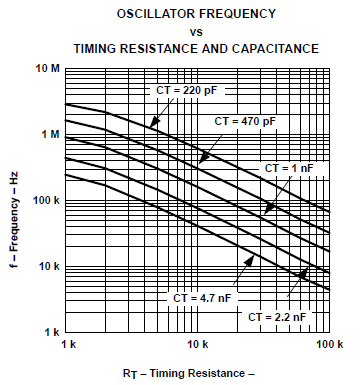 OSCILLATOR FREQUENCY
vs
TIMING RESISTANCE AND CAPACITANCE
10 M
CT = 220 pF
CT = 470 pF
1 M
CT = 1 nF
100 k
f – Frequency – Hz
10 k
CT = 4.7 nF
CT = 2.2 nF
1 k
1 k
10 k
100 k
RT – Timing Resistance –